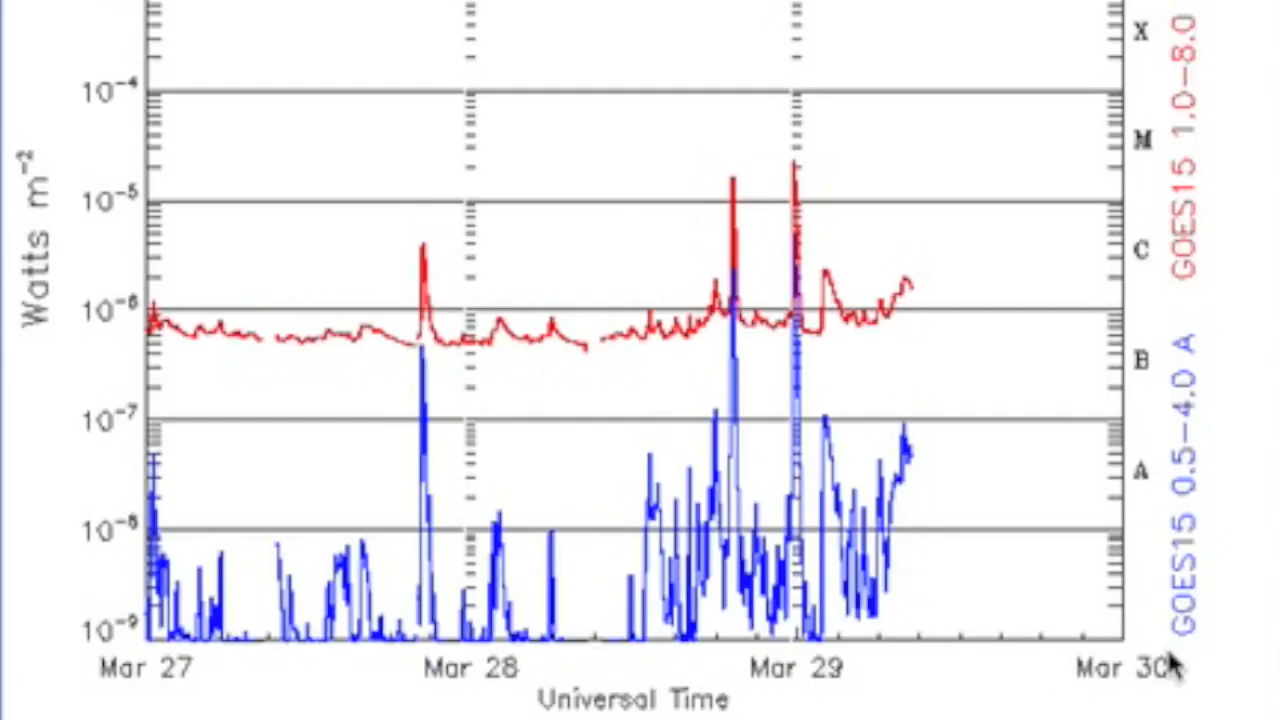 X
10⁻⁴
M
10⁻⁵
C
10⁻⁶
B
10⁻⁷
A
10⁻⁸
10⁻⁹
Watts m⁻²
GOES15 1.0-8.0
GOES15 0.5-4.0 A
Mar 27 Mar 28 Mar 29 Mar 30
Universal Time